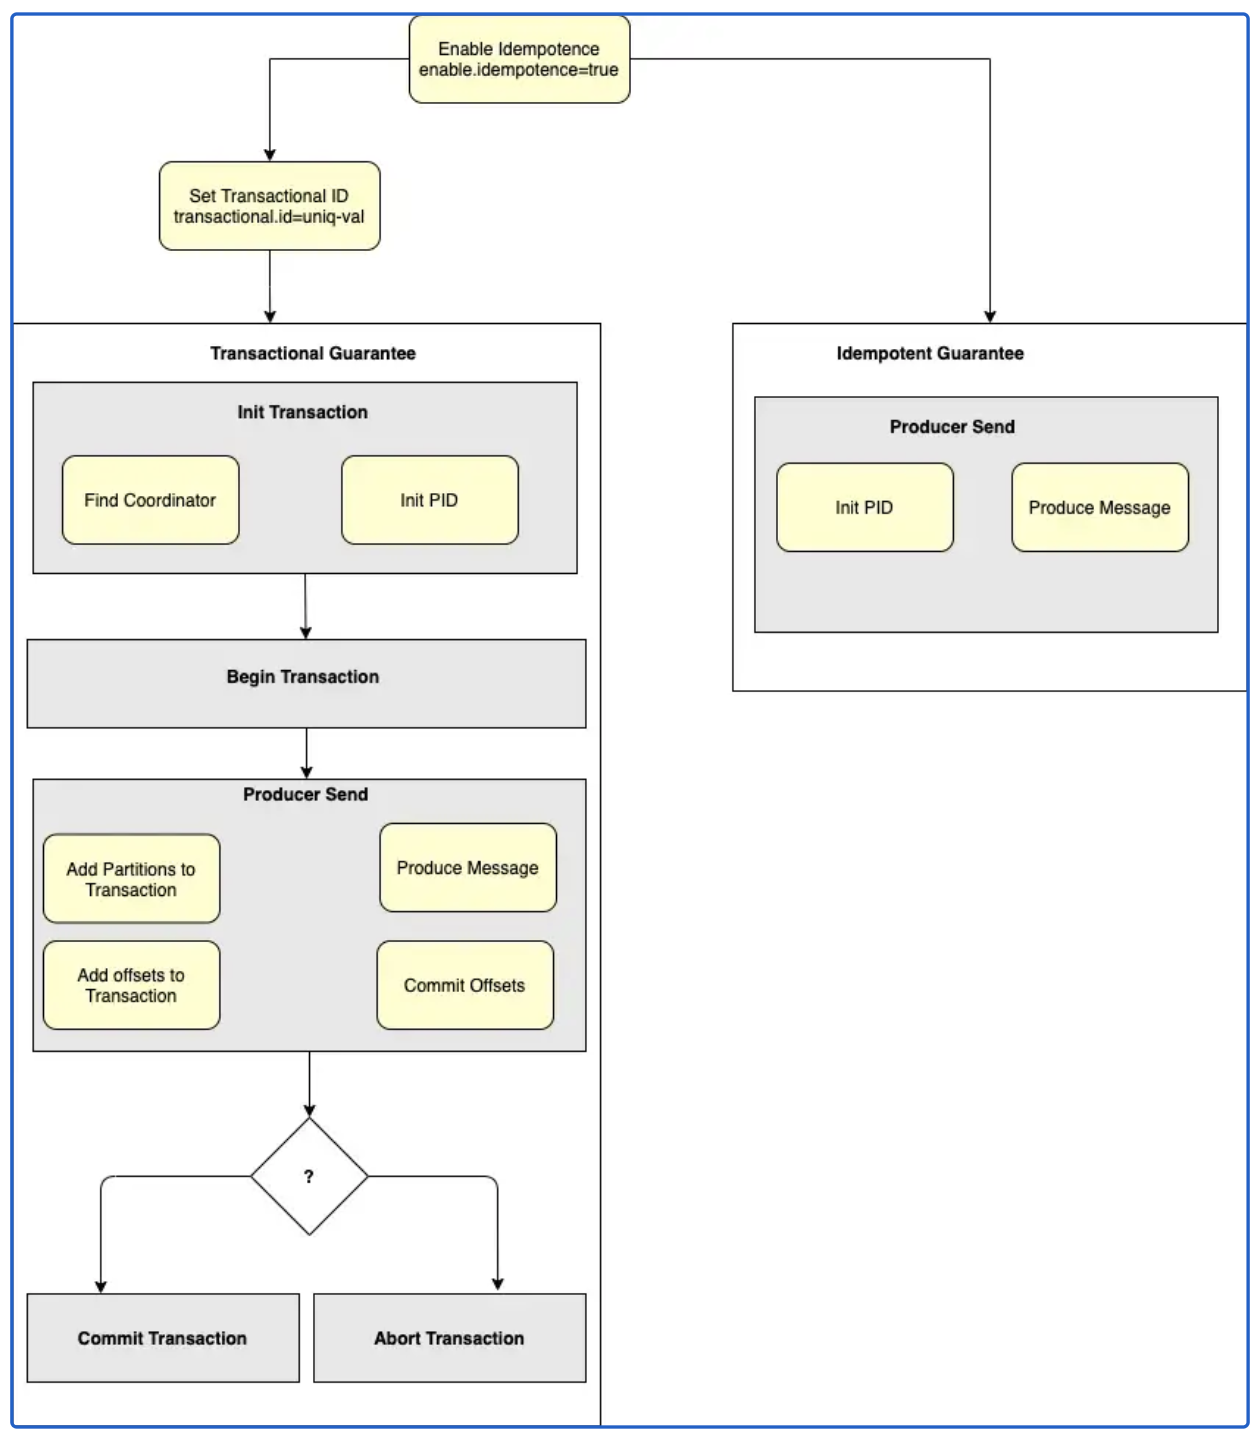 Enable Idempotence
enable.idempotence=true
Set Transactional ID
transactional.id=uniq-val
Transactional Guarantee
Init Transaction
Find Coordinator
Init PID
Begin Transaction
Producer Send
Add Partitions to
Transaction
Produce Message
Add offsets to
Transaction
Commit Offsets
?
Commit Transaction
Abort Transaction
Idempotent Guarantee
Producer Send
Init PID
Produce Message